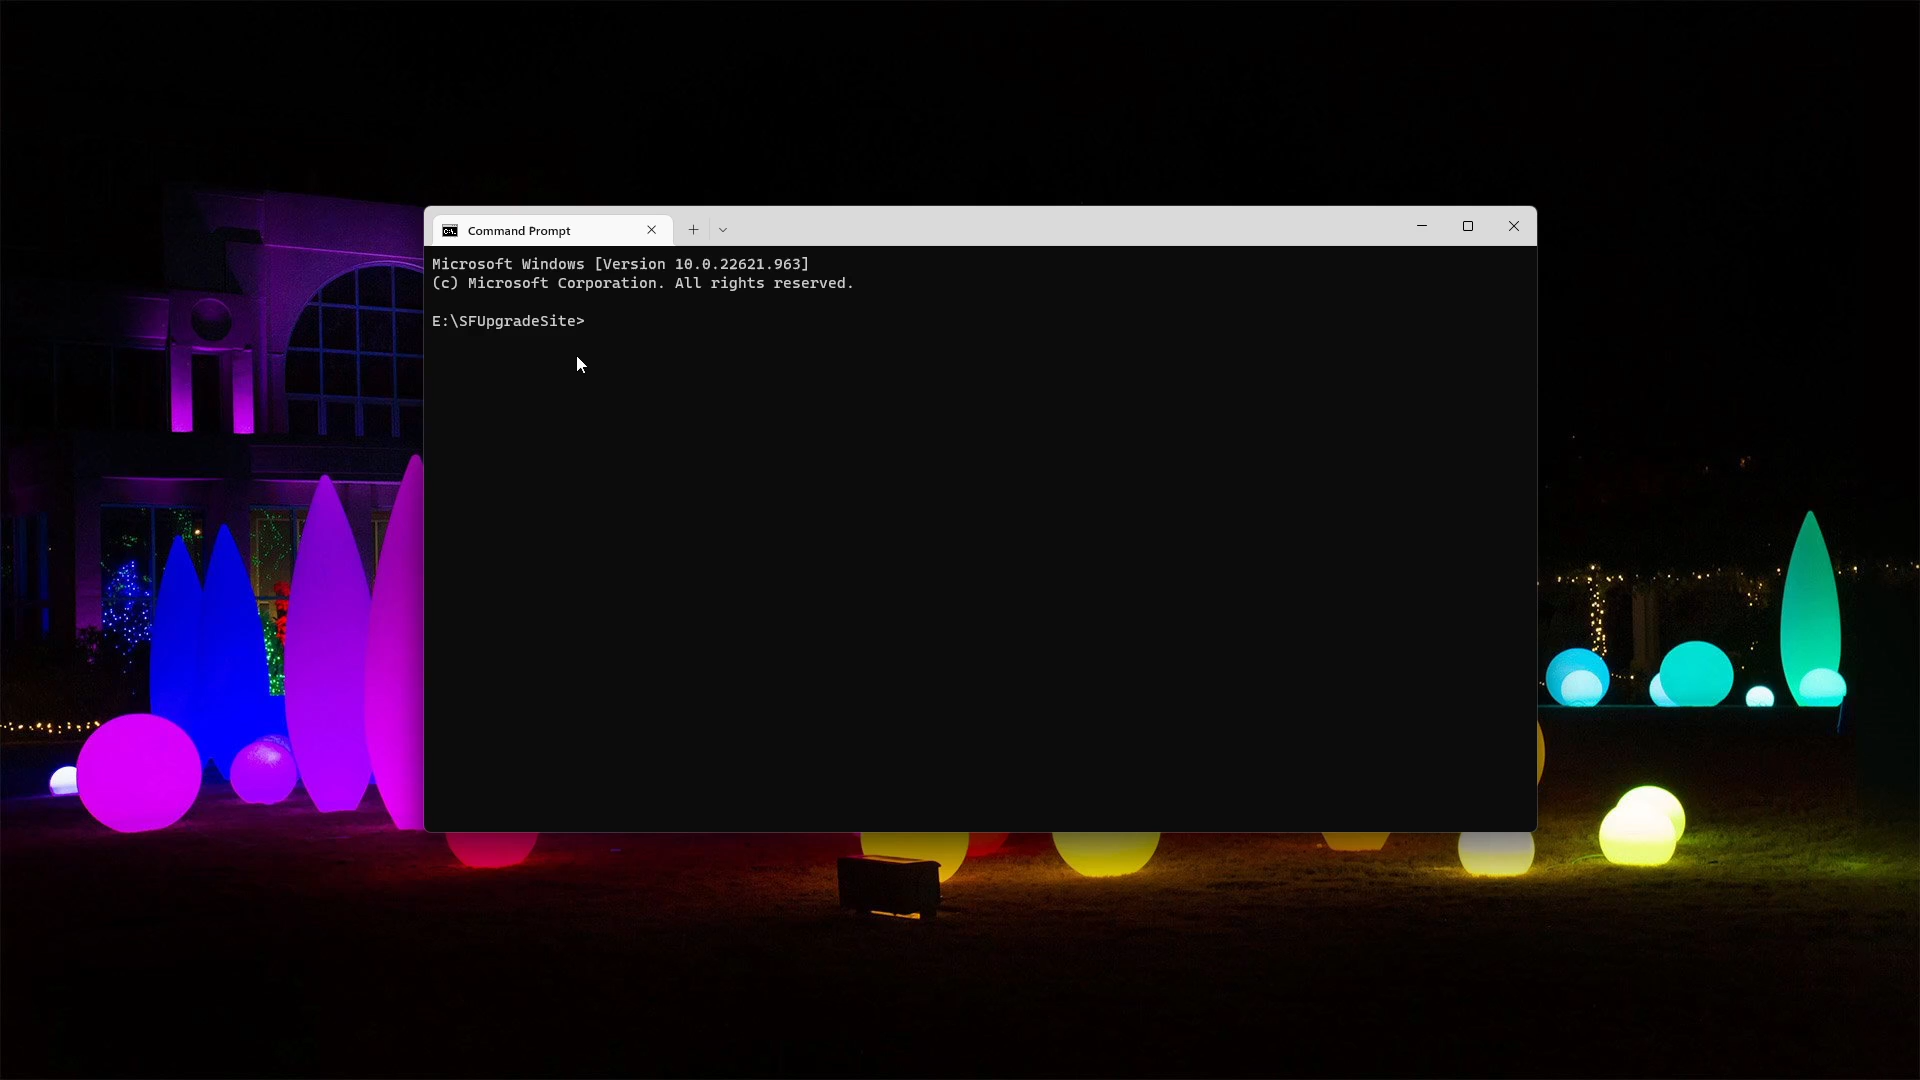 Command Prompt
Microsoft Windows [Version 10.0.22621.963]
(c) Microsoft Corporation. All rights reserved.
E:\SFUpgradeSite>